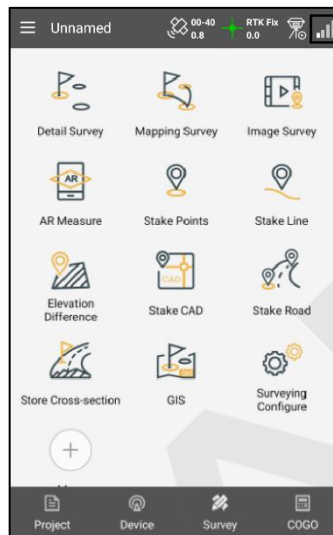 Unnamed
00-40
0.8
RTK Fix
0.0
Detail Survey
Mapping Survey
Image Survey
AR
AR Measure
Stake Points
Stake Line
CAD
Elevation
Difference
Stake CAD
Stake Road
Store Cross-section
GIS
Surveying
Configure
Project
Device
Survey
COGO